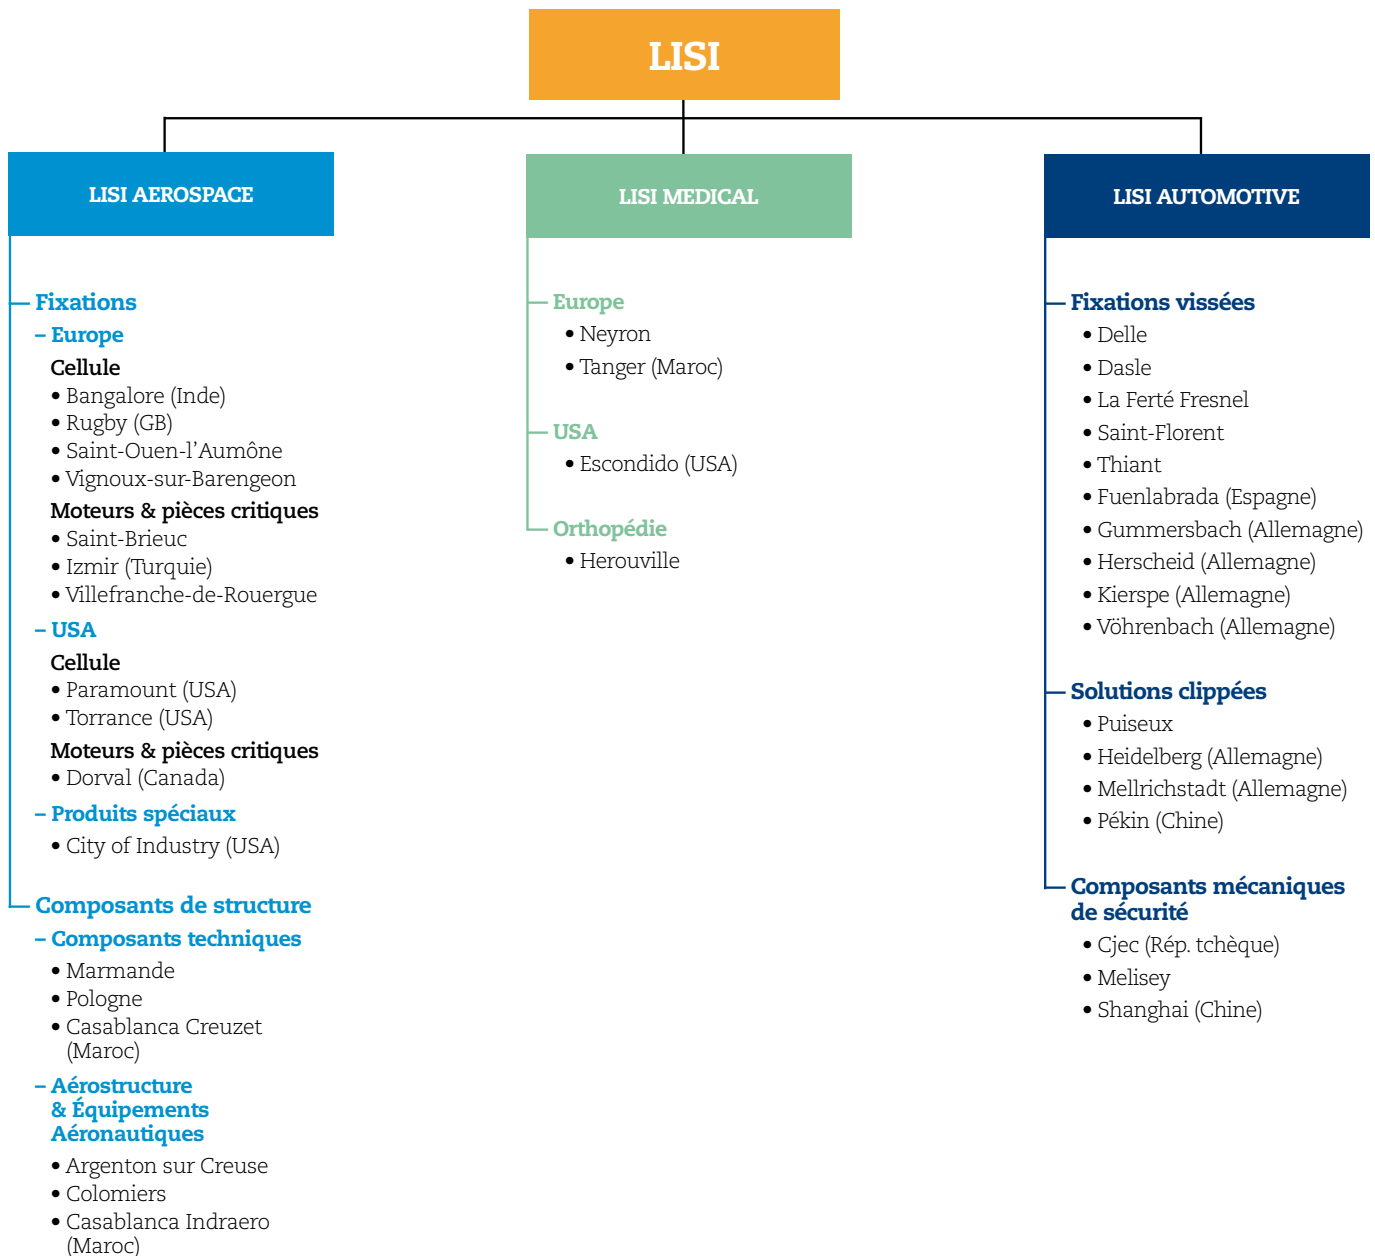 LISI
LISI AEROSPACE
– Fixations
– Europe
Cellule
• Bangalore (Inde)
• Rugby (GB)
• Saint-Ouen-l’Aumône
• Vignoux-sur-Barengeon
Moteurs & pièces critiques
• Saint-Brieuc
• Izmir (Turquie)
• Villefranche-de-Rouergue
– USA
Cellule
• Paramount (USA)
• Torrance (USA)
Moteurs & pièces critiques
• Dorval (Canada)
– Produits spéciaux
• City of Industry (USA)
Composants de structure
– Composants techniques
• Marmande
• Pologne
• Casablanca Creuzet
(Maroc)
– Aérostructure
& Équipements
Aéronautiques
• Argenton sur Creuse
• Colomiers
• Casablanca Indraero
(Maroc)
LISI MEDICAL
Europe
• Neyron
• Tanger (Maroc)
USA
• Escondido (USA)
Orthopédie
• Herouville
LISI AUTOMOTIVE
Fixations vissées
• Delle
• Dasle
• La Ferté Fresnel
• Saint-Florent
• Thiant
• Fuenlabrada (Espagne)
• Gummersbach (Allemagne)
• Herscheid (Allemagne)
• Kierspe (Allemagne)
• Vöhrenbach (Allemagne)
Solutions clippées
• Puiseux
• Heidelberg (Allemagne)
• Mellrichstadt (Allemagne)
• Pékin (Chine)
Composants mécaniques
de sécurité
• Cjec (Rép. tchèque)
• Melisey
• Shanghai (Chine)